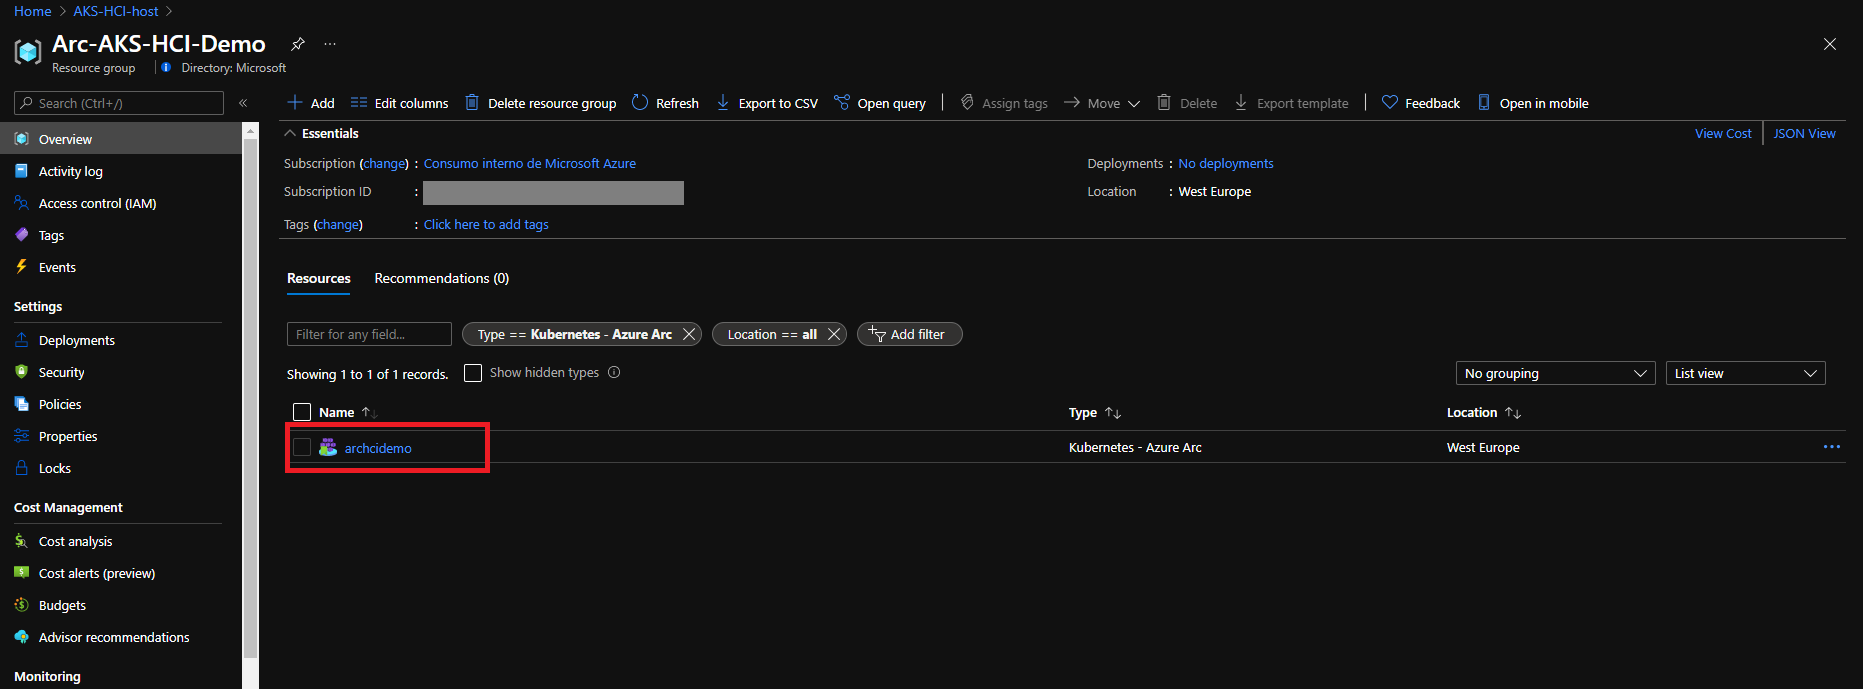 Home > AKS-HCI-host >
Arc-AKS-HCI-Demo
Resource group
Directory: Microsoft
Search (Ctrl+/)
Overview
Activity log
Access control (IAM)
Tags
Events
Settings
Deployments
Security
Policies
Properties
Locks
Cost Management
Cost analysis
Cost alerts (preview)
Budgets
Advisor recommendations
Monitoring
Add
Edit columns
Delete resource group
Refresh
Export to CSV
Open query
Assign tags
Move
Delete
Export template
Feedback
Open in mobile
Essentials
View Cost
JSON View
Subscription (change) : Consumo interno de Microsoft Azure
Deployments : No deployments
Subscription ID :
Location : West Europe
Tags (change) : Click here to add tags
Resources
Recommendations (0)
Filter for any field...
Type == Kubernetes - Azure Arc
Location == all
Add filter
Showing 1 to 1 of 1 records.
Show hidden types
No grouping
List view
Name
Type
Location
archcidemo
Kubernetes - Azure Arc
West Europe